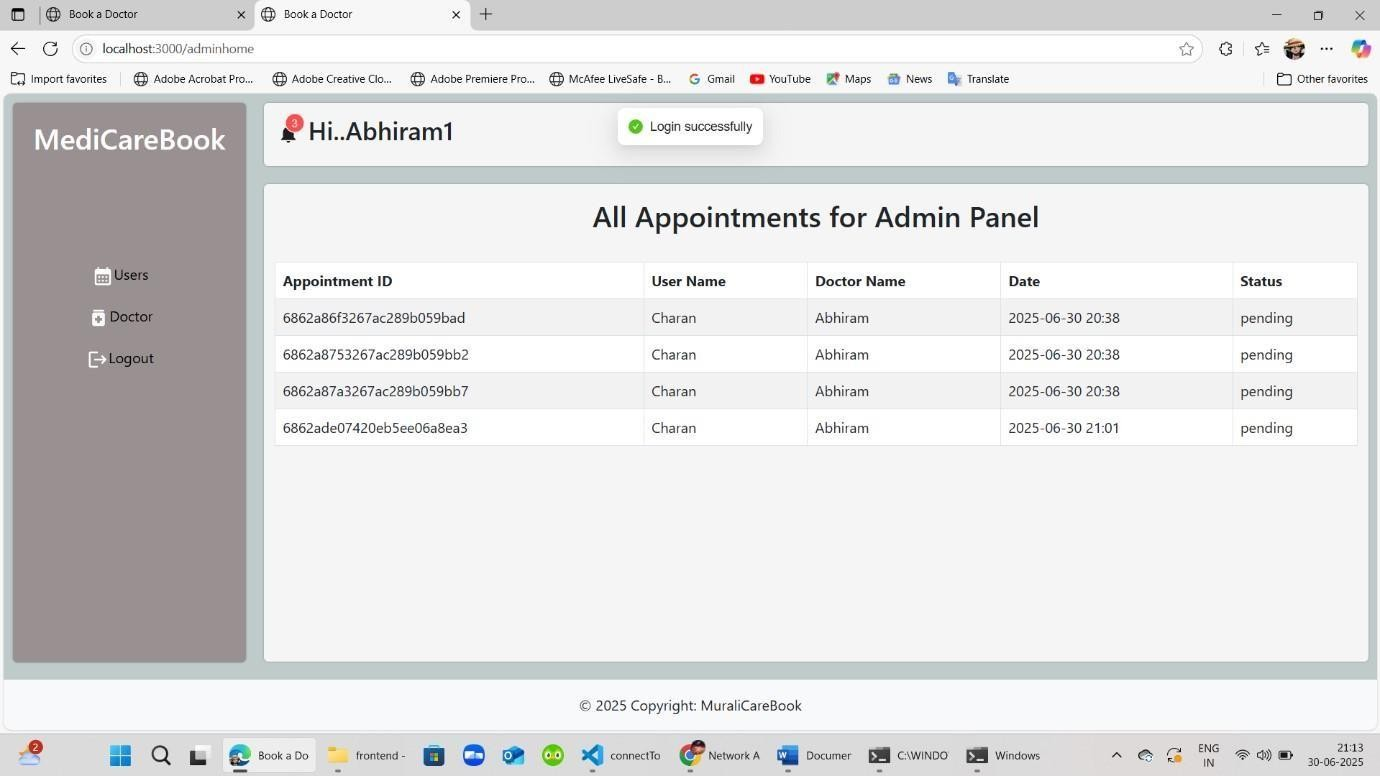 Book a Doctor
Book a Doctor
localhost:3000/adminhome
Import favorites
Adobe Acrobat Pro...
Adobe Creative Clo...
Adobe Premiere Pro...
McAfee LiveSafe - B...
Gmail
YouTube
Maps
News
Translate
Other favorites
MediCareBook
3
Hi..Abhiram1
Login successfully
Users
Doctor
Logout
All Appointments for Admin Panel
Appointment ID User Name Doctor Name Date Status
6862a86f3267ac289b059bad Charan Abhiram 2025-06-30 20:38 pending
6862a8753267ac289b059bb2 Charan Abhiram 2025-06-30 20:38 pending
6862a87a3267ac289b059bb7 Charan Abhiram 2025-06-30 20:38 pending
6862ade07420eb5ee06a8ea3 Charan Abhiram 2025-06-30 21:01 pending
© 2025 Copyright: MuraliCareBook
2
Book a Do
frontend -
connectTo
Network A
Documer
C:\WINDO
Windows
ENG
IN
21:13
30-06-2025